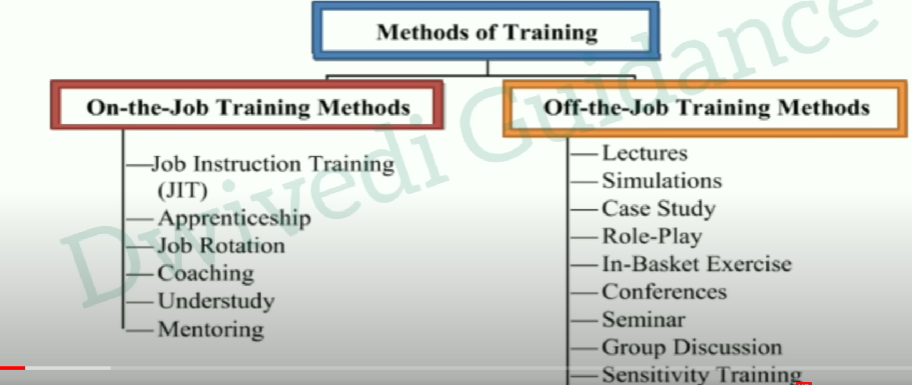 Methods of Training
On-the-Job Training Methods
Job Instruction Training
(JIT)
Apprenticeship
Job Rotation
Coaching
Understudy
Mentoring
Off-the-Job Training Methods
Lectures
Simulations
Case Study
Role-Play
In-Basket Exercise
Conferences
Seminar
Group Discussion
Sensitivity Training
Dwivedi Guidance